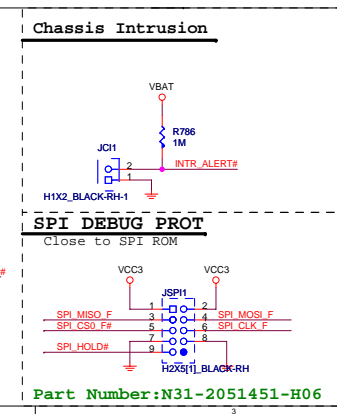 Chassis Intrusion
VBAT
R786
1M
JCI1
2
INTR_ALERT#
1
H1X2_BLACK-RH-1
SPI DEBUG PROT
Close to SPI ROM
#
VCC3 VCC3
JSPI1
1 2
SPI_MISO_F 3 4 SPI_MOSI_F
SPI_CS0_F# 5 6 SPI_CLK_F
7 8
SPI_HOLD# 9
H2X5[1]_BLACK-RH
Part Number:N31-2051451-H06
3